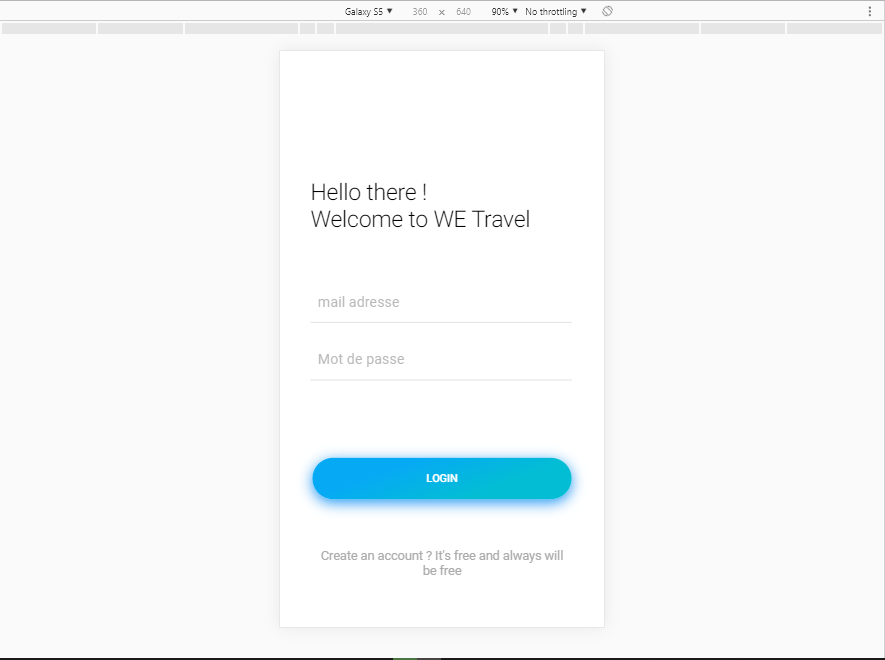 Galaxy S5 ▼ 360 × 640 90% ▼ No throttling ▼
Hello there !
Welcome to WE Travel
mail adresse
Mot de passe
LOGIN
Create an account ? It's free and always will
be free